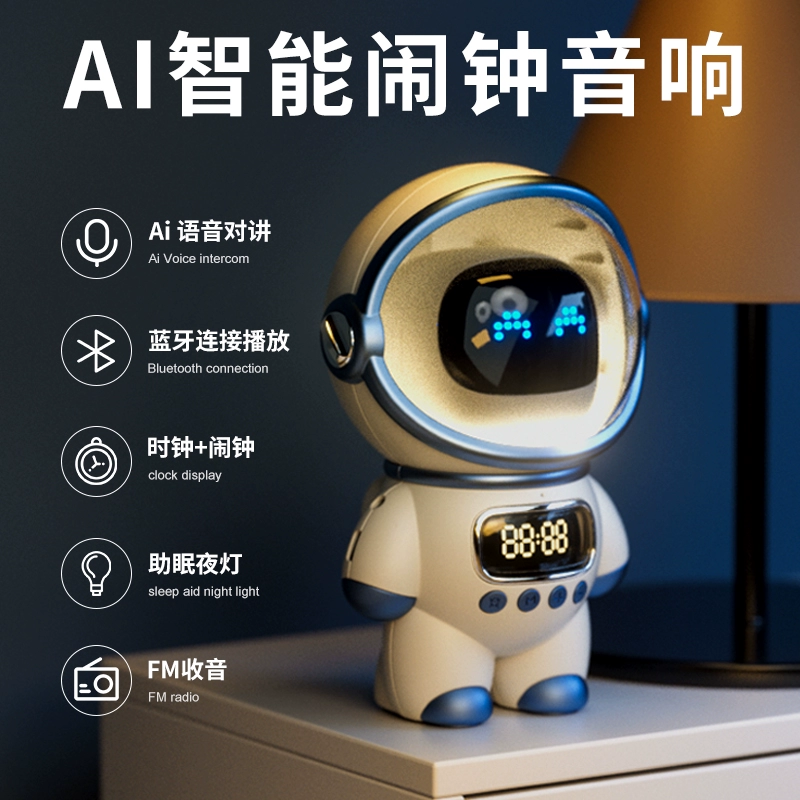 AI智能闹钟音响
Ai 语音对讲
Ai Voice intercom
蓝牙连接播放
Bluetooth connection
时钟+闹钟
clock display
88:88
助眠夜灯
sleep aid night light
FM收音
FM radio